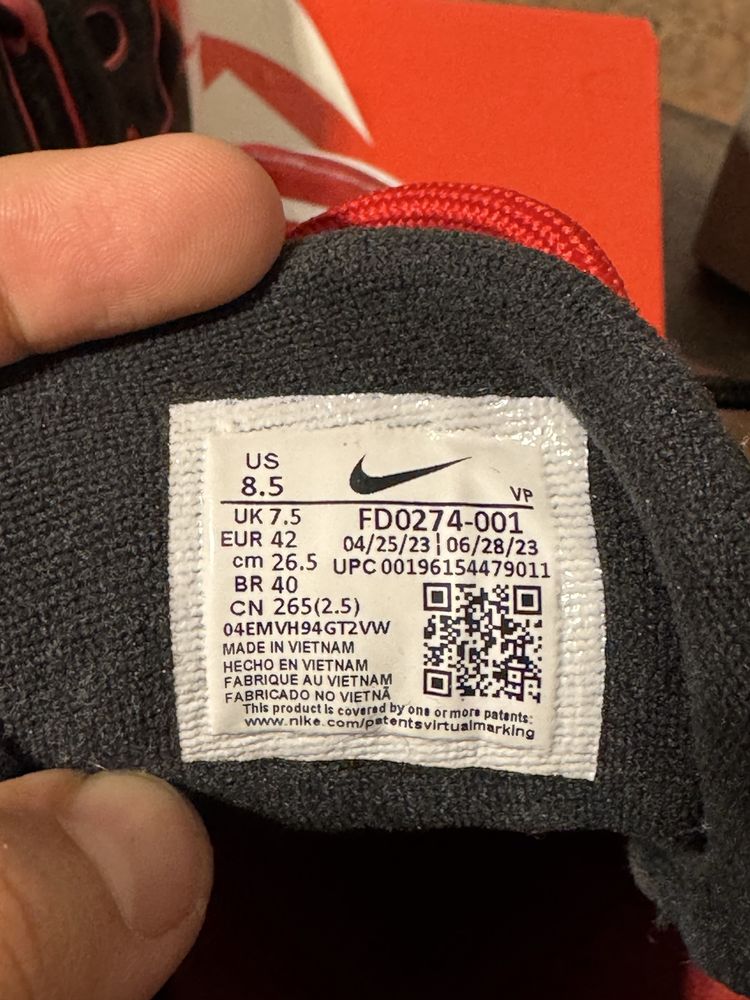 US
8.5
VP
UK 7.5
EUR 42
cm 26.5
BR 40
CN 265(2.5)
FD0274-001
04/25/23 | 06/28/23
UPC 00196154479011
04EMVH94GT2VW
MADE IN VIETNAM
HECHO EN VIETNAM
FABRIQUE AU VIETNAM
FABRICADO NO VIETNÃ
This product is covered by one or more patents:
www.nike.com/patentsvirtualmarking